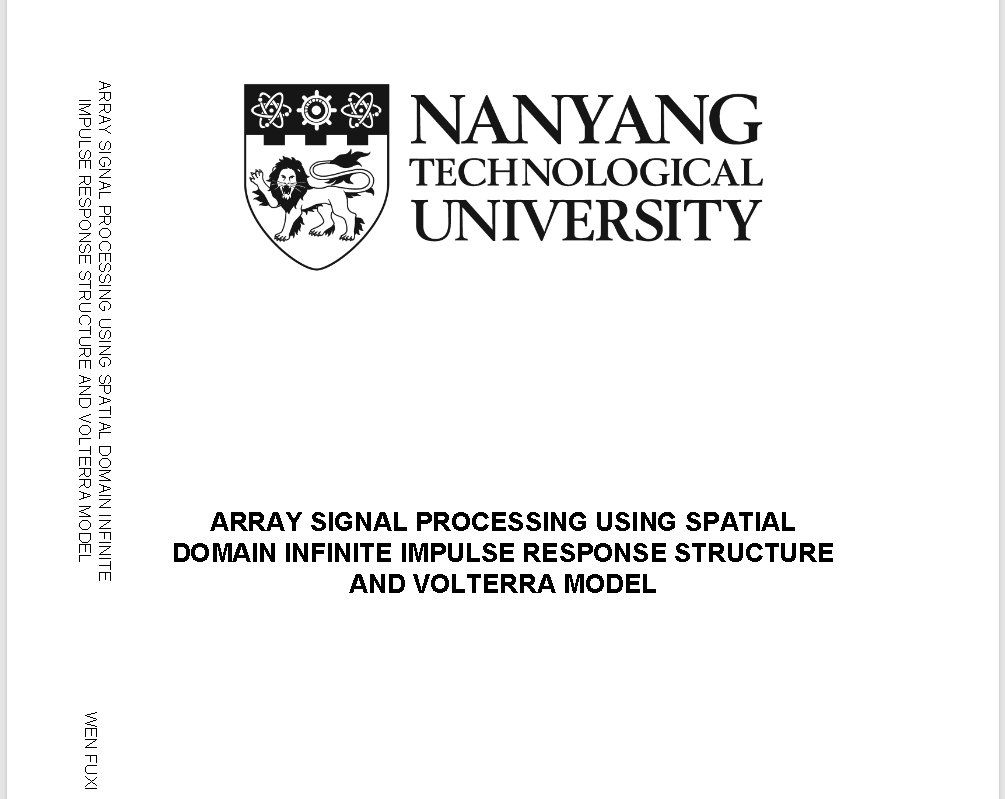 ARRAY SIGNAL PROCESSING USING SPATIAL DOMAIN INFINITE
IMPULSE RESPONSE STRUCTURE AND VOLTERRA MODEL
WEN FUXI
NANYANG
TECHNOLOGICAL
UNIVERSITY
ARRAY SIGNAL PROCESSING USING SPATIAL
DOMAIN INFINITE IMPULSE RESPONSE STRUCTURE
AND VOLTERRA MODEL